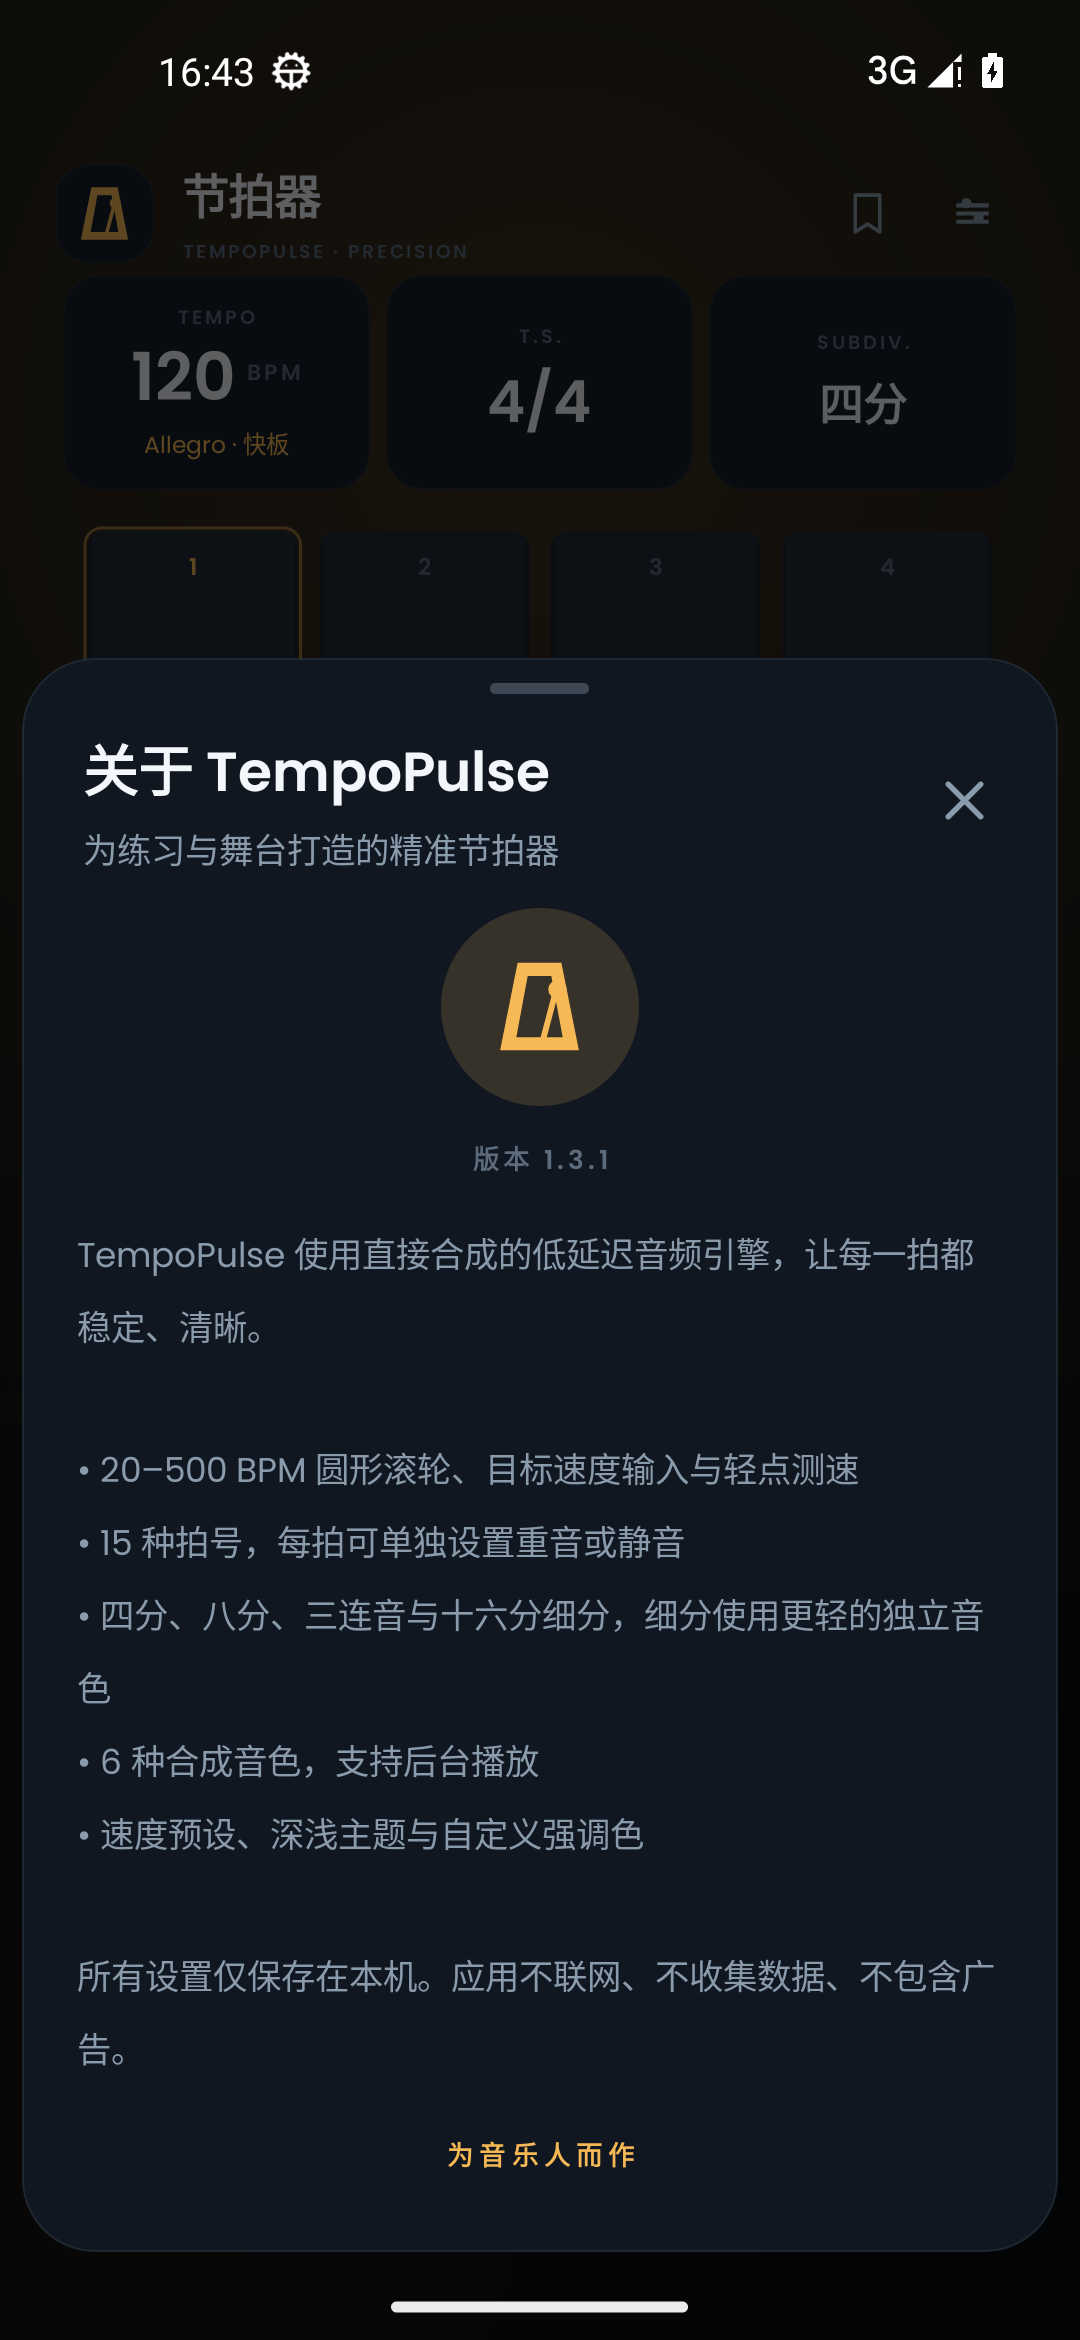 16:43
3G
节拍器
TEMPOPULSE · PRECISION
TEMPO
120 BPM
Allegro · 快板
T.S.
4/4
SUBDIV.
四分
1
2
3
4
关于 TempoPulse
为练习与舞台打造的精准节拍器
版本 1.3.1
TempoPulse 使用直接合成的低延迟音频引擎，让每一拍都
稳定、清晰。
• 20–500 BPM 圆形滚轮、目标速度输入与轻点测速
• 15 种拍号，每拍可单独设置重音或静音
• 四分、八分、三连音与十六分细分，细分使用更轻的独立音
色
• 6 种合成音色，支持后台播放
• 速度预设、深浅主题与自定义强调色
所有设置仅保存在本机。应用不联网、不收集数据、不包含广
告。
为音乐人而作